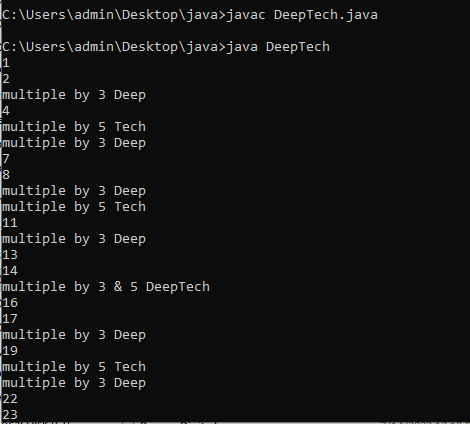 C:\Users\admin\Desktop\java>javac DeepTech.java
C:\Users\admin\Desktop\java>java DeepTech
1
2
multiple by 3 Deep
4
multiple by 5 Tech
multiple by 3 Deep
7
8
multiple by 3 Deep
multiple by 5 Tech
11
multiple by 3 Deep
13
14
multiple by 3 & 5 DeepTech
16
17
multiple by 3 Deep
19
multiple by 5 Tech
multiple by 3 Deep
22
23